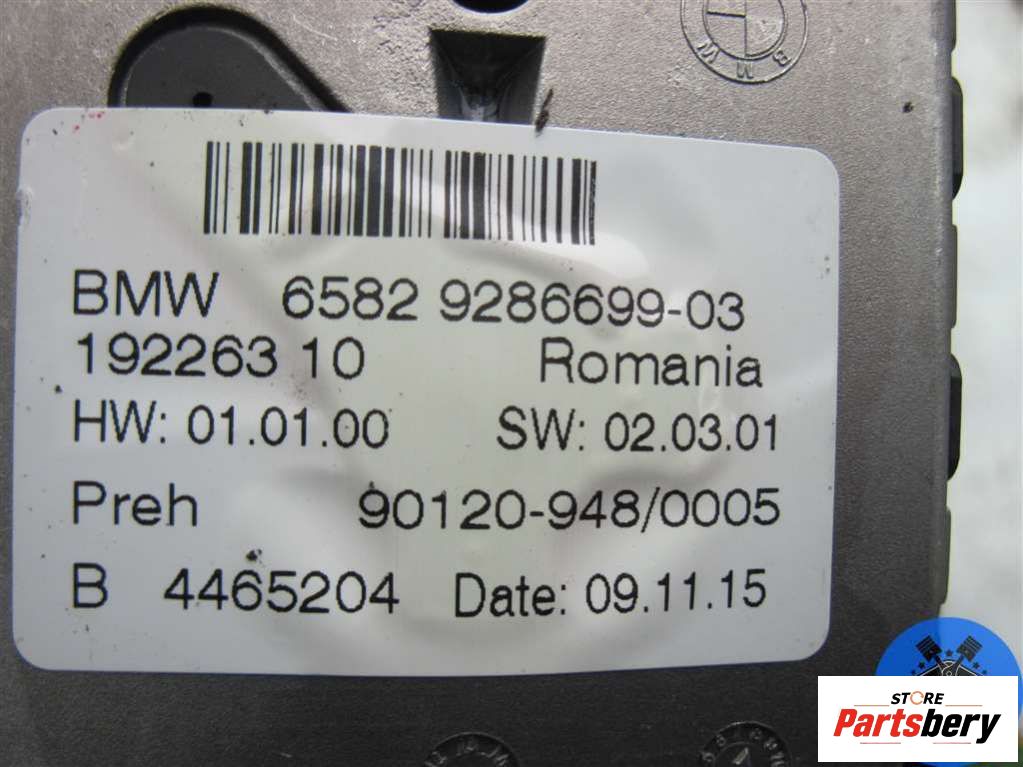 BMW
BMW 6582 9286699-03
192263 10 Romania
HW: 01.01.00 SW: 02.03.01
Preh 90120-948/0005
B 4465204 Date: 09.11.15
STORE
Partsbery